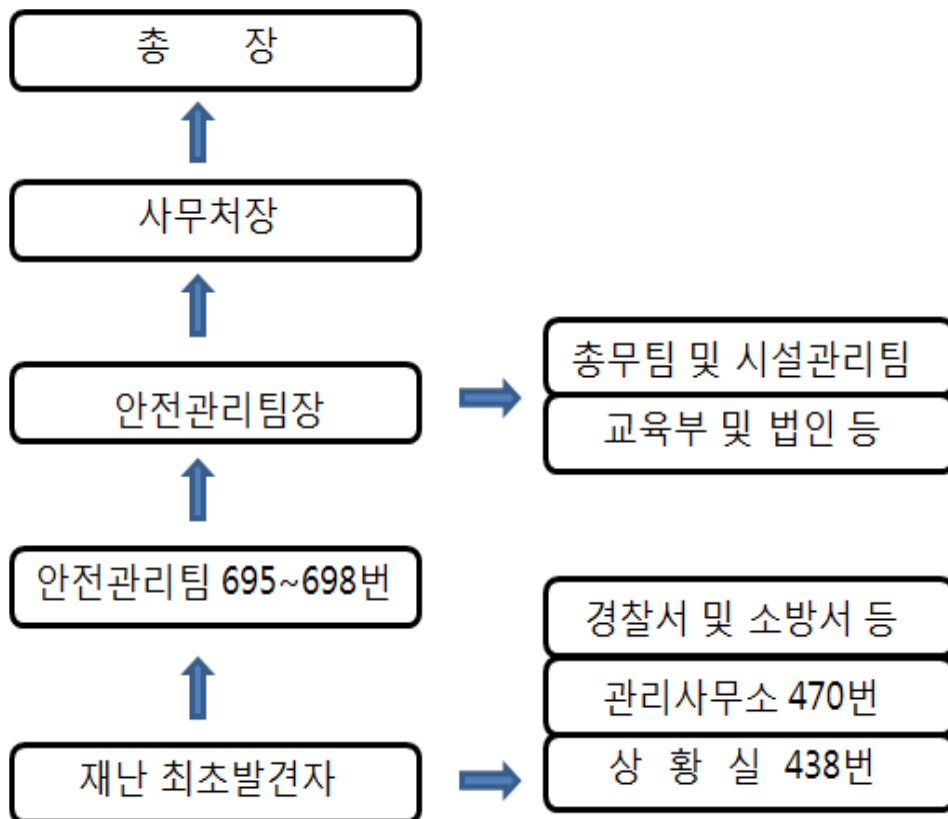 총 장
사무처장
안전관리팀장
총무팀 및 시설관리팀
교육부 및 법인 등
안전관리팀 695~698번
경찰서 및 소방서 등
관리사무소 470번
재난 최초발견자
상 황 실 438번